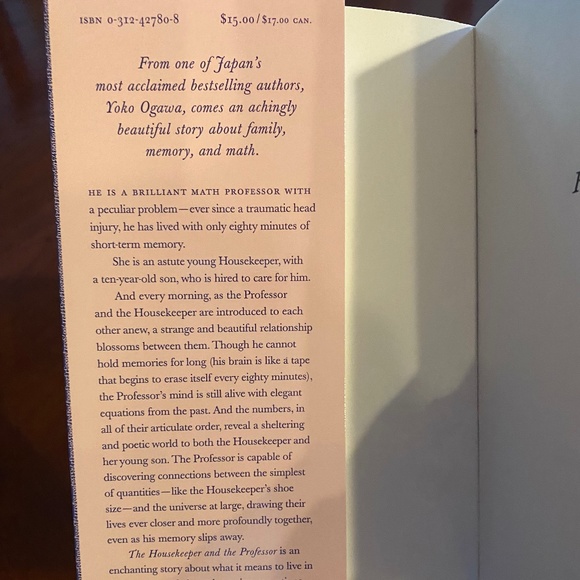 ISBN 0-312-42780-8 $15.00/$17.00 CAN.
From one of Japan's
most acclaimed bestselling authors,
Yoko Ogawa, comes an achingly
beautiful story about family,
memory, and math.
HE IS A BRILLIANT MATH PROFESSOR WITH
a peculiar problem—ever since a traumatic head
injury, he has lived with only eighty minutes of
short-term memory.
She is an astute young Housekeeper, with
a ten-year-old son, who is hired to care for him.
And every morning, as the Professor
and the Housekeeper are introduced to each
other anew, a strange and beautiful relationship
blossoms between them. Though he cannot
hold memories for long (his brain is like a tape
that begins to erase itself every eighty minutes),
the Professor's mind is still alive with elegant
equations from the past. And the numbers, in
all of their articulate order, reveal a sheltering
and poetic world to both the Housekeeper and
her young son. The Professor is capable of
discovering connections between the simplest
of quantities—like the Housekeeper's shoe
size—and the universe at large, drawing their
lives ever closer and more profoundly together,
even as his memory slips away.
The Housekeeper and the Professor is an
enchanting story about what it means to live in